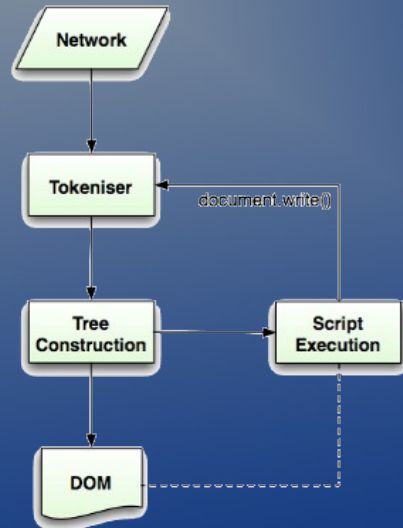 Network
Tokeniser
document.write()
Tree
Construction
Script
Execution
DOM